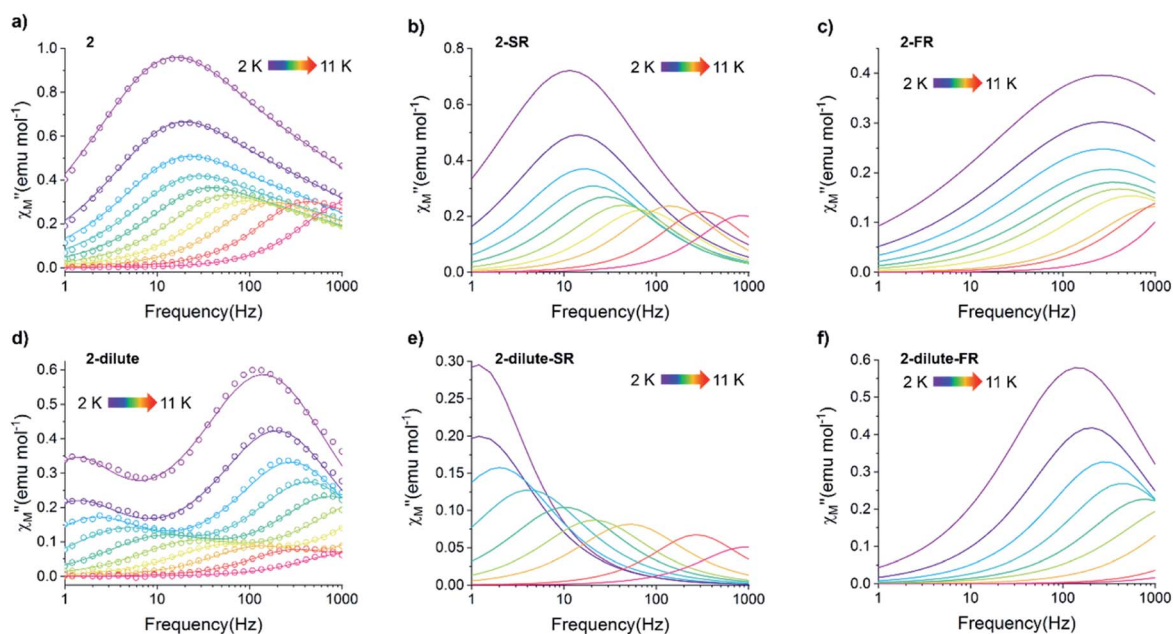 a)
2
2 K 11 K
1.0
0.8
0.6
0.4
0.2
0.0
χM''(emu mol⁻¹)
1 10 100 1000
Frequency(Hz)
b)
2-SR
2 K 11 K
0.8
0.6
0.4
0.2
0.0
χM''(emu mol⁻¹)
1 10 100 1000
Frequency(Hz)
c)
2-FR
2 K 11 K
0.4
0.3
0.2
0.1
0.0
χM''(emu mol⁻¹)
1 10 100 1000
Frequency(Hz)
d)
2-dilute
2 K 11 K
0.6
0.5
0.4
0.3
0.2
0.1
0.0
χM''(emu mol⁻¹)
1 10 100 1000
Frequency(Hz)
e)
2-dilute-SR
2 K 11 K
0.30
0.25
0.20
0.15
0.10
0.05
0.00
χM''(emu mol⁻¹)
1 10 100 1000
Frequency(Hz)
f)
2-dilute-FR
2 K 11 K
0.6
0.5
0.4
0.3
0.2
0.1
0.0
χM''(emu mol⁻¹)
1 10 100 1000
Frequency(Hz)